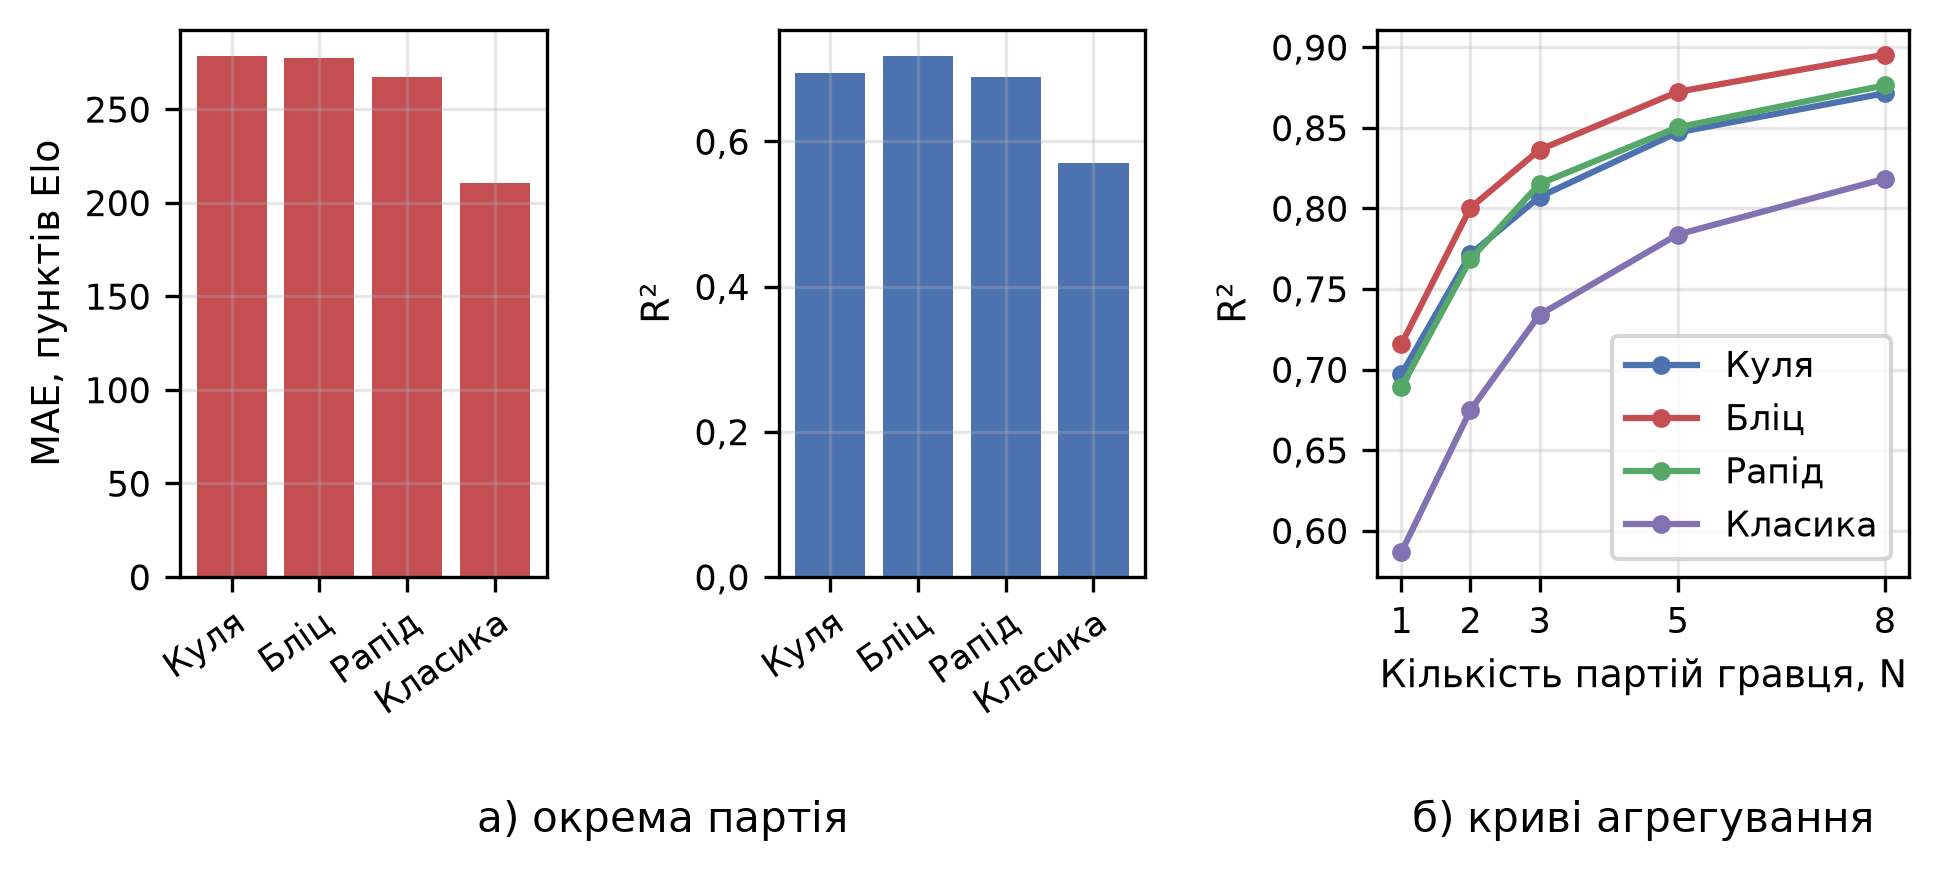 МАЕ, пунктів Elo
250
200
150
100
50
0
Куля
Бліц
Рапід
Класика
R²
0,6
0,4
0,2
0,0
Куля
Бліц
Рапід
Класика
а) окрема партія
R²
0,90
0,85
0,80
0,75
0,70
0,65
0,60
Куля
Бліц
Рапід
Класика
1 2 3 5 8
Кількість партій гравця, N
б) криві агрегування